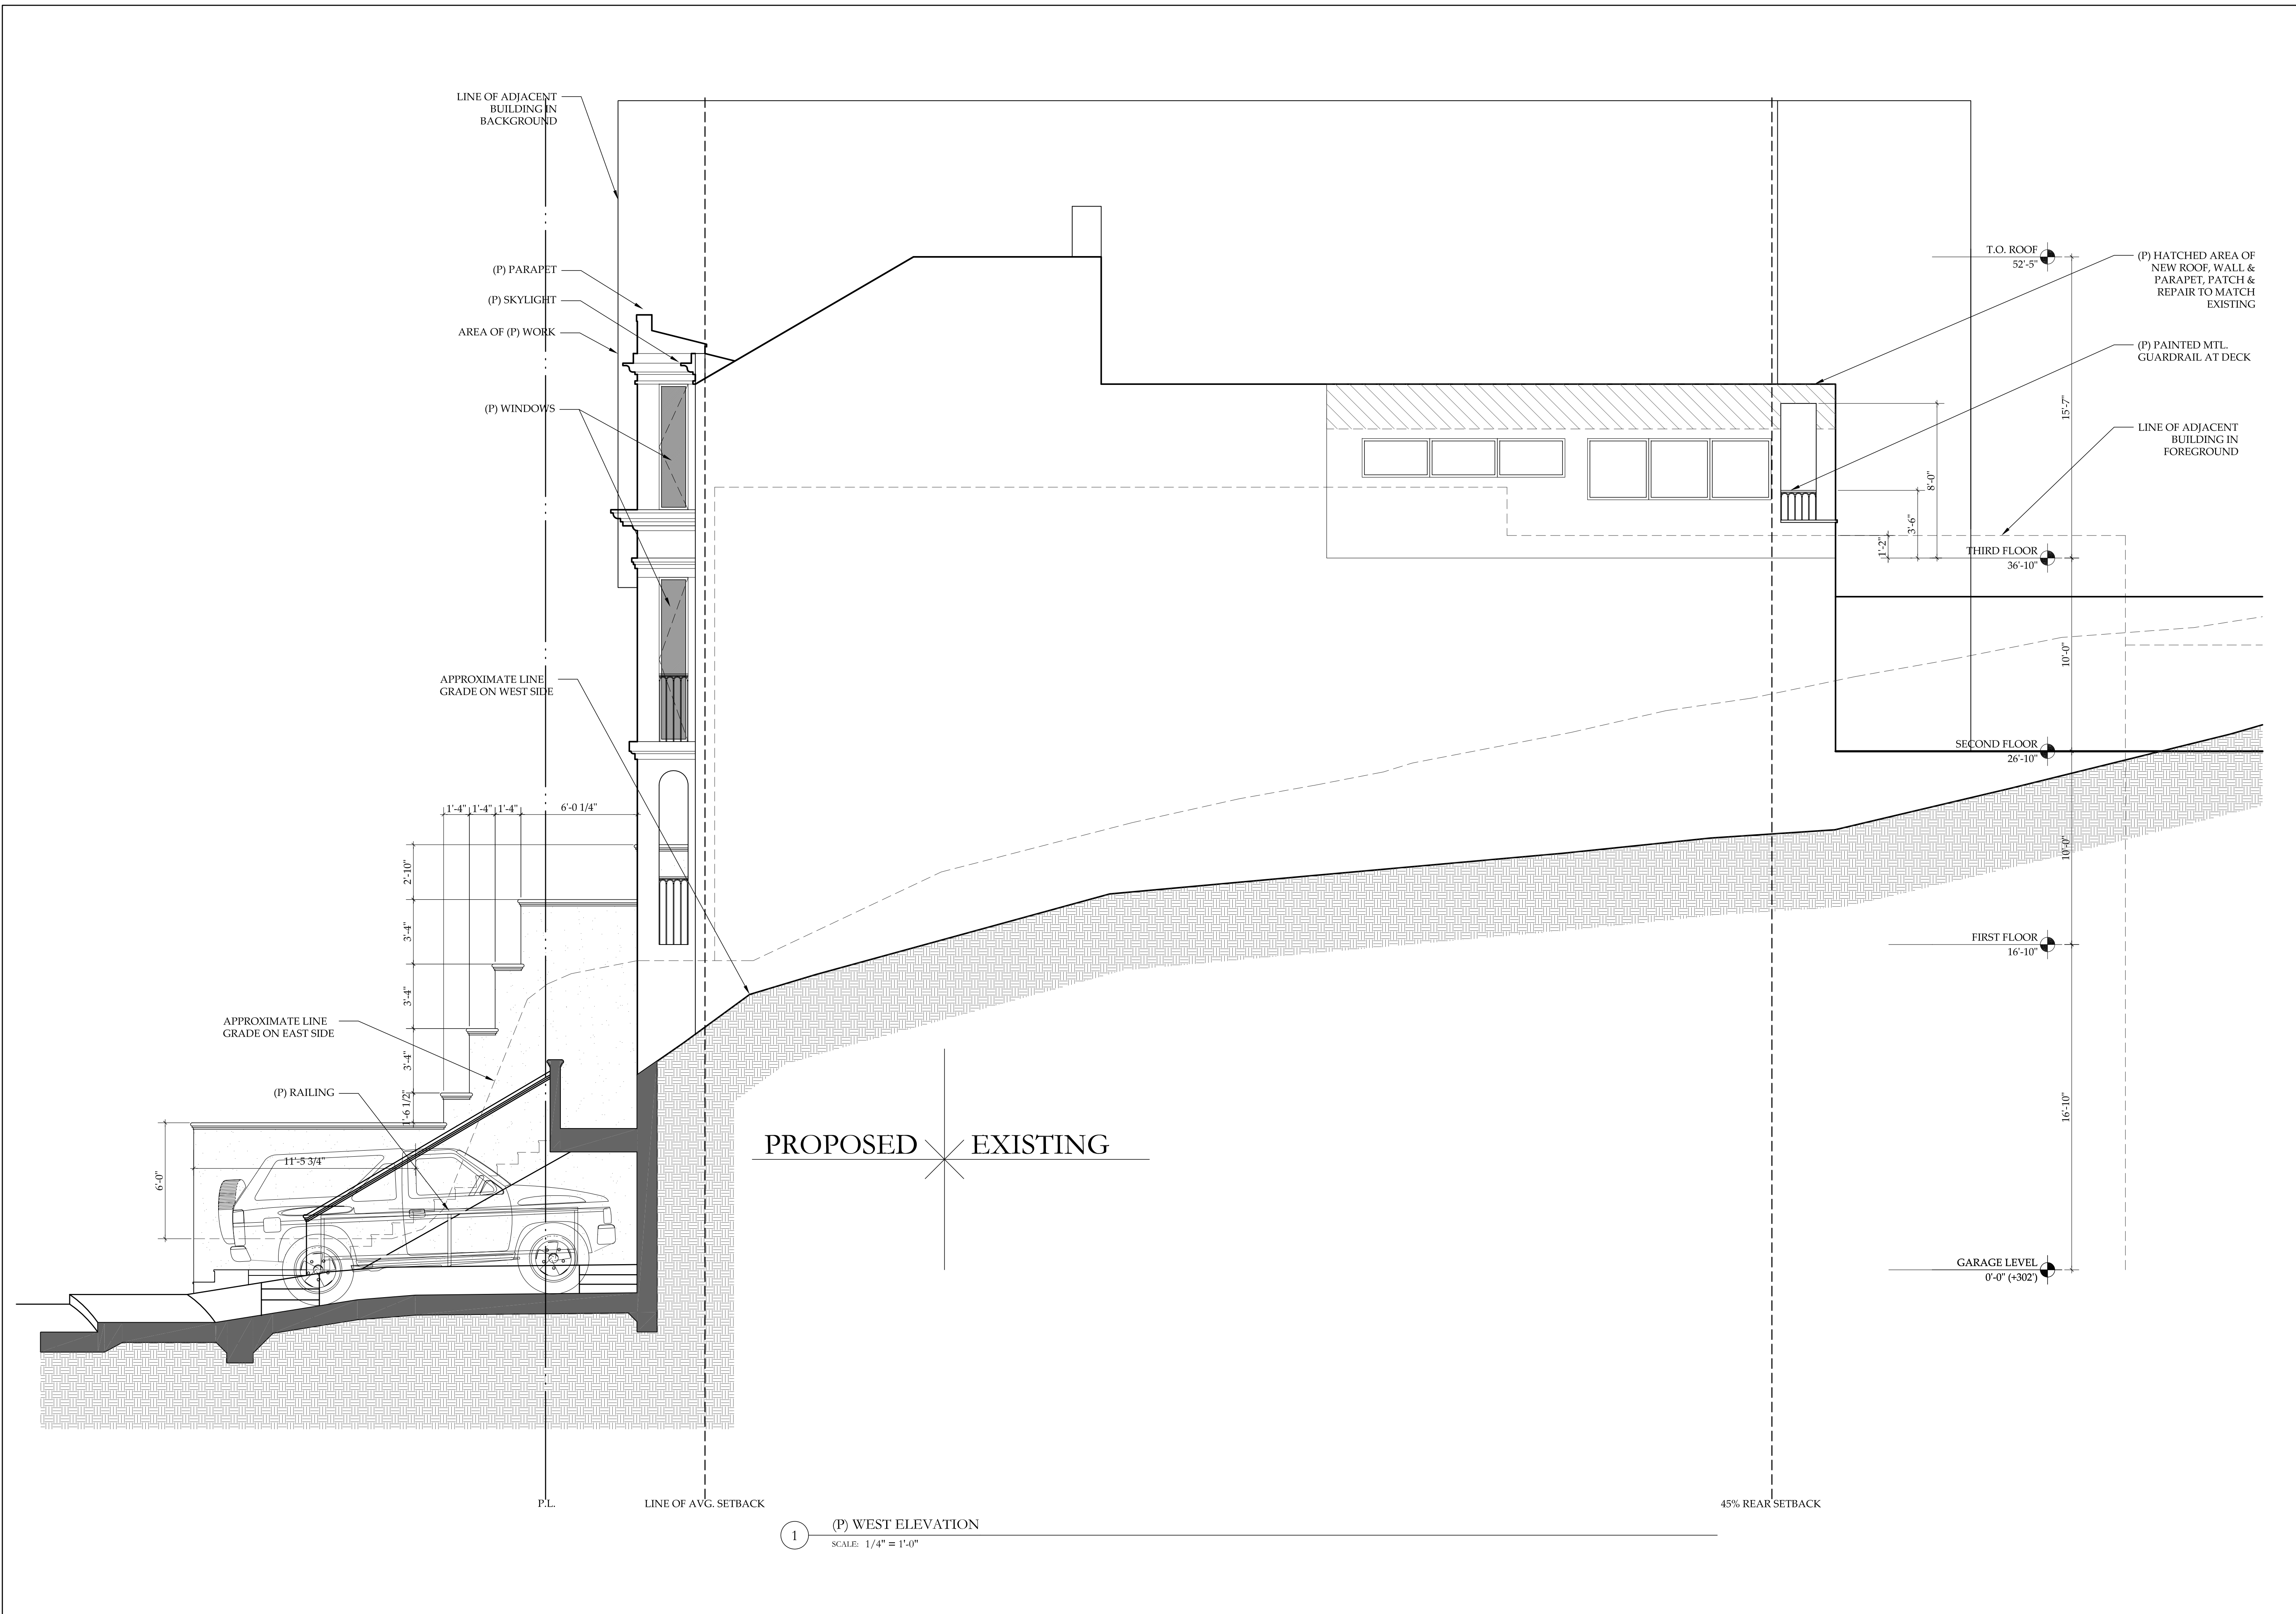 LINE OF ADJACENT
BUILDING IN
BACKGROUND
(P) PARAPET
(P) SKYLIGHT
AREA OF (P) WORK
(P) WINDOWS
T.O. ROOF
52'-5"
(P) HATCHED AREA OF
NEW ROOF, WALL &
PARAPET, PATCH &
REPAIR TO MATCH
EXISTING
(P) PAINTED MTL.
GUARDRAIL AT DECK
15'-7"
LINE OF ADJACENT
BUILDING IN
FOREGROUND
8'-0"
3'-6"
1'-2"
THIRD FLOOR
36'-10"
10'-0"
APPROXIMATE LINE
GRADE ON WEST SIDE
SECOND FLOOR
26'-10"
1'-4" 1'-4" 1'-4" 6'-0 1/4"
10'-0"
2'-10"
3'-4"
FIRST FLOOR
16'-10"
3'-4"
APPROXIMATE LINE
GRADE ON EAST SIDE
3'-4"
(P) RAILING
1'-6 1/2"
16'-10"
PROPOSED EXISTING
11'-5 3/4"
6'-0"
GARAGE LEVEL
0'-0" (+302')
P.L. LINE OF AVG. SETBACK 45% REAR SETBACK
1 (P) WEST ELEVATION
SCALE: 1/4" = 1'-0"